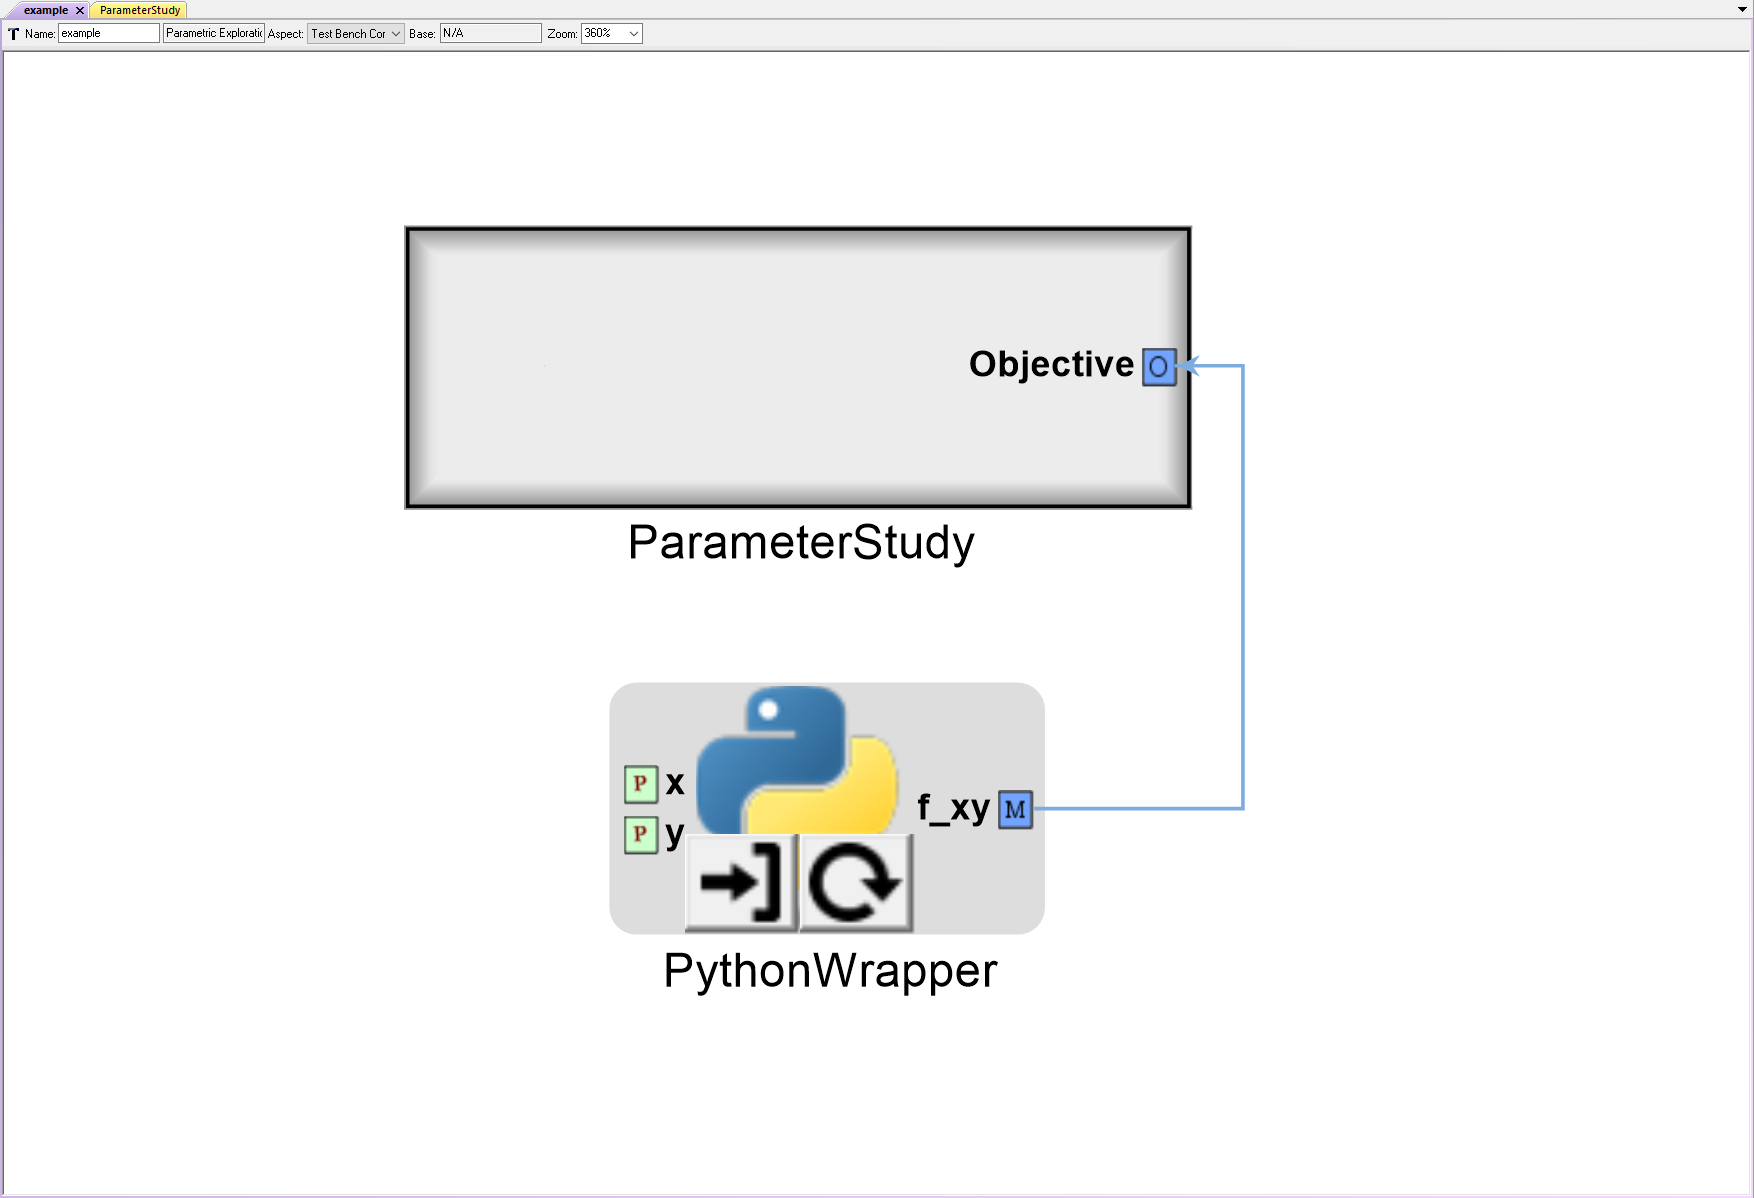 example ParameterStudy
Name: example Parametric Exploratic Aspect: Test Bench Cor Base: N/A Zoom: 360%
Objective O
ParameterStudy
P x
f_xy M
P y
PythonWrapper